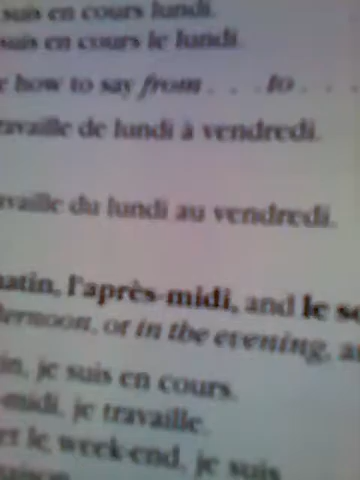 suis en cours lundi.
suis en cours le lundi.
how to say from . . . to . . .
travaille de lundi à vendredi.
travaille du lundi au vendredi.
matin, l'après-midi, and le
afternoon, or in the evening,
je suis en cours.
-midi, je travaille.
et le week-end, je suis
maison